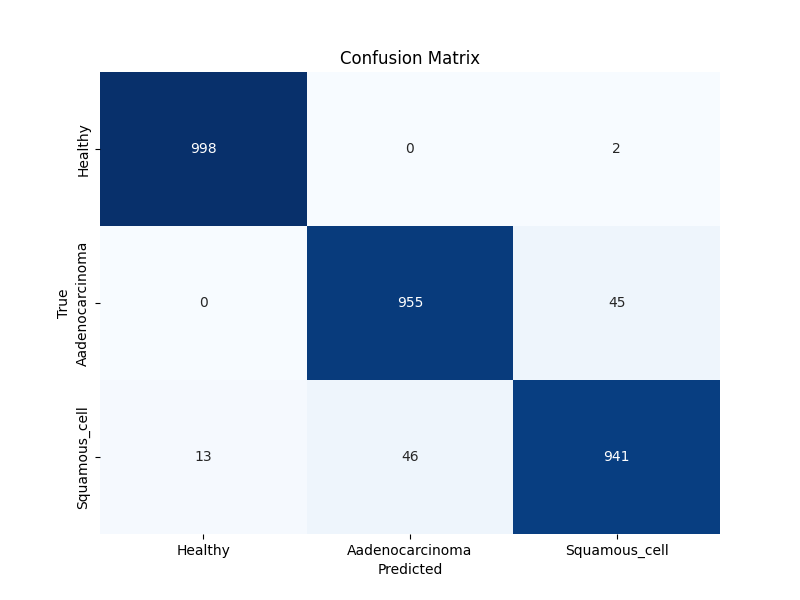 Confusion Matrix
Healthy
998 0 2
True
Aadenocarcinoma
0 955 45
Squamous_cell
13 46 941
Healthy Aadenocarcinoma Squamous_cell
Predicted